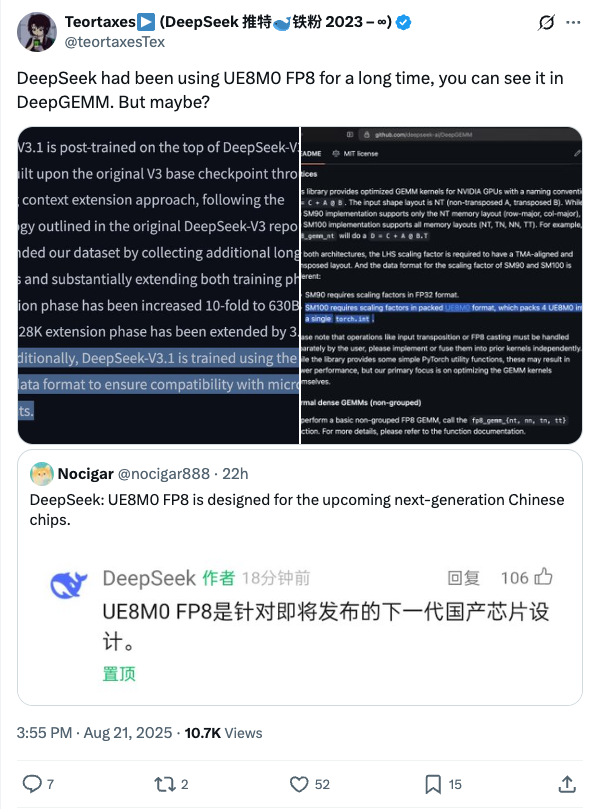 Teortaxes▶️ (DeepSeek 推特🐋铁粉 2023 – ∞)
@teortaxesTex
DeepSeek had been using UE8M0 FP8 for a long time, you can see it in
DeepGEMM. But maybe?
V3.1 is post-trained on the top of DeepSeek-V
ilt upon the original V3 base checkpoint thro
context extension approach, following the
gy outlined in the original DeepSeek-V3 repo
nded our dataset by collecting additional long
s and substantially extending both training ph
ion phase has been increased 10-fold to 630B
28K extension phase has been extended by 3.
ditionally, DeepSeek-V3.1 is trained using the
data format to ensure compatibility with micro
ts.
github.com/deepseek-ai/DeepGEMM
ADME MIT license
tices
s library provides optimized GEMM kernels for NVIDIA GPUs with a naming conventi
= C + A @ B. The input shape layout is NT (non-transposed A, transposed B). While
SM90 implementation supports only the NT memory layout (row-major, col-major),
SM100 implementation supports all memory layouts (NT, TN, NN, TT). For example,
8_gemm_nt will do a D = C + A @ B.T
both architectures, the LHS scaling factor is required to have a TMA-aligned and
nsposed layout. And the data format for the scaling factor of SM90 and SM100 is
erent:
SM90 requires scaling factors in FP32 format.
SM100 requires scaling factors in packed UE8M0 format, which packs 4 UE8M0 in
a single torch.int.
ase note that operations like input transposition or FP8 casting must be handled
arately by the user, please implement or fuse them into prior kernels independently.
le the library provides some simple PyTorch utility functions, these may result in
wer performance, but our primary focus is on optimizing the GEMM kernels
mselves.
rmal dense GEMMs (non-grouped)
perform a basic non-grouped FP8 GEMM, call the fp8_gemm_{nt, nn, tn, tt}
ction. For more details, please refer to the function documentation.
Nocigar @nocigar888 · 22h
DeepSeek: UE8M0 FP8 is designed for the upcoming next-generation Chinese
chips.
DeepSeek 作者 18分钟前 回复 106
UE8M0 FP8是针对即将发布的下一代国产芯片设
计。
置顶
3:55 PM · Aug 21, 2025 · 10.7K Views
7 2 52 15